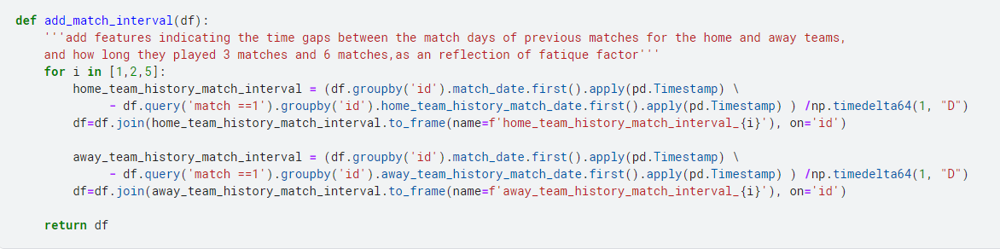 def add_match_interval(df):
    '''add features indicating the time gaps between the match days of previous matches for the home and away teams,
    and how long they played 3 matches and 6 matches,as an reflection of fatique factor'''
    for i in [1,2,5]:
        home_team_history_match_interval = (df.groupby('id').match_date.first().apply(pd.Timestamp) \
             - df.query('match ==1').groupby('id').home_team_history_match_date.first().apply(pd.Timestamp) ) /np.timedelta64(1, "D")
        df=df.join(home_team_history_match_interval.to_frame(name=f'home_team_history_match_interval_{i}'), on='id')

        away_team_history_match_interval = (df.groupby('id').match_date.first().apply(pd.Timestamp) \
             - df.query('match ==1').groupby('id').away_team_history_match_date.first().apply(pd.Timestamp) ) /np.timedelta64(1, "D")
        df=df.join(away_team_history_match_interval.to_frame(name=f'away_team_history_match_interval_{i}'), on='id')

    return df